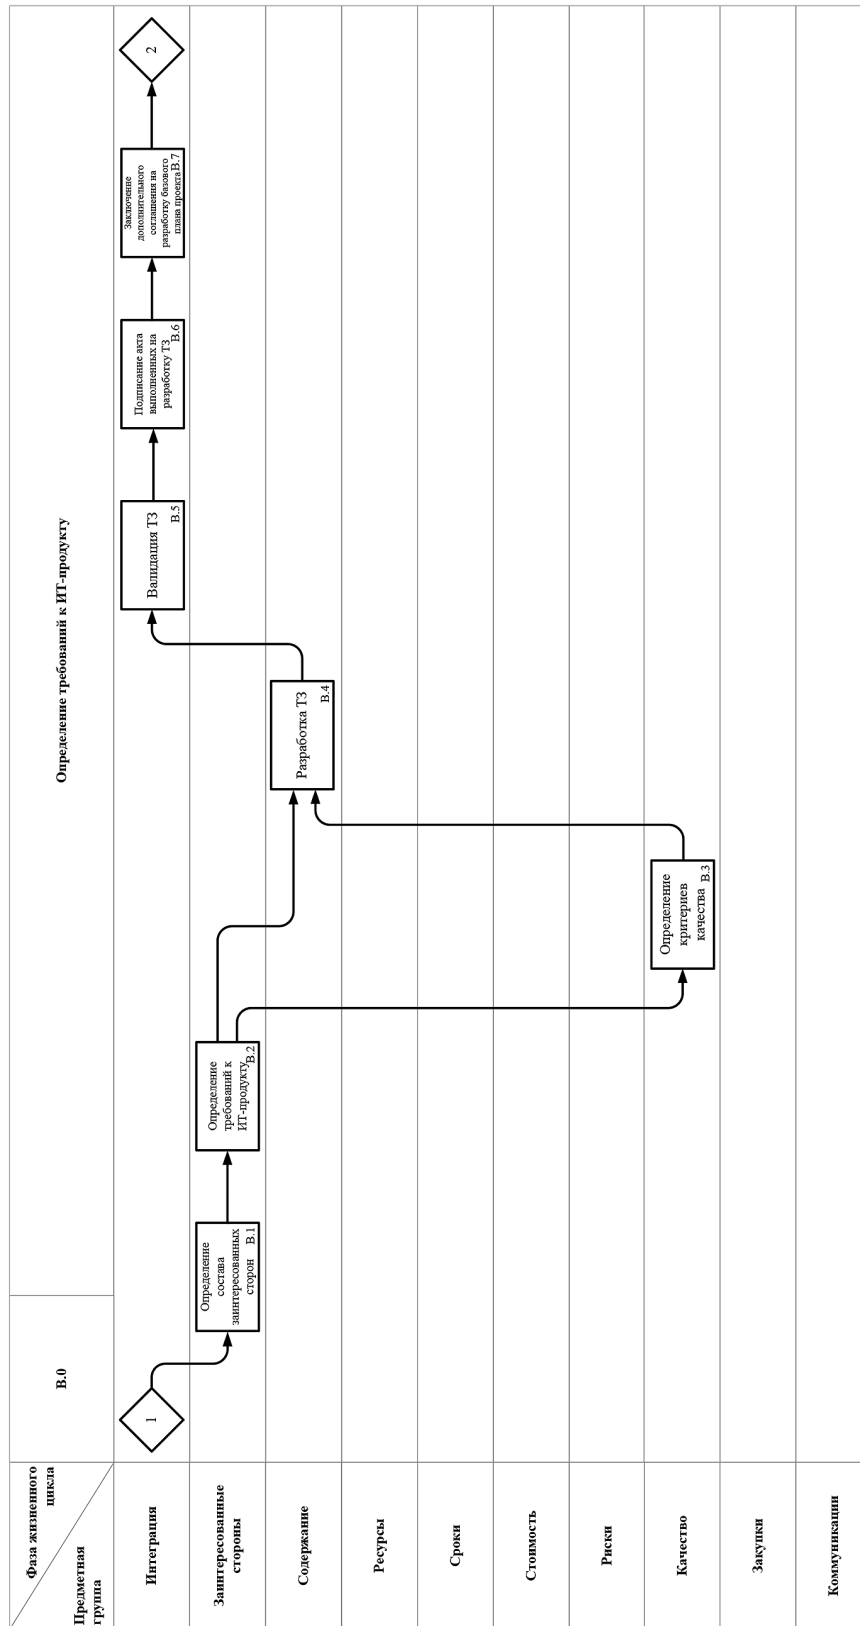 Фаза жизненного
цикла
Предметная
группа
В.0
Определение требований к ИТ-продукту
Интеграция
1
Валидация ТЗ
В.5
Подписание акта
выполненных на
разработку ТЗ
В.6
Заключение
дополнительного
соглашения на
разработку базового
плана проекта
В.7
2
Заинтересованные
стороны
Определение
состава
заинтересованных
сторон
В.1
Определение
требований к
ИТ-продукту
В.2
Содержание
Разработка ТЗ
В.4
Ресурсы
Сроки
Стоимость
Риски
Качество
Определение
критериев
качества
В.3
Закупки
Коммуникации